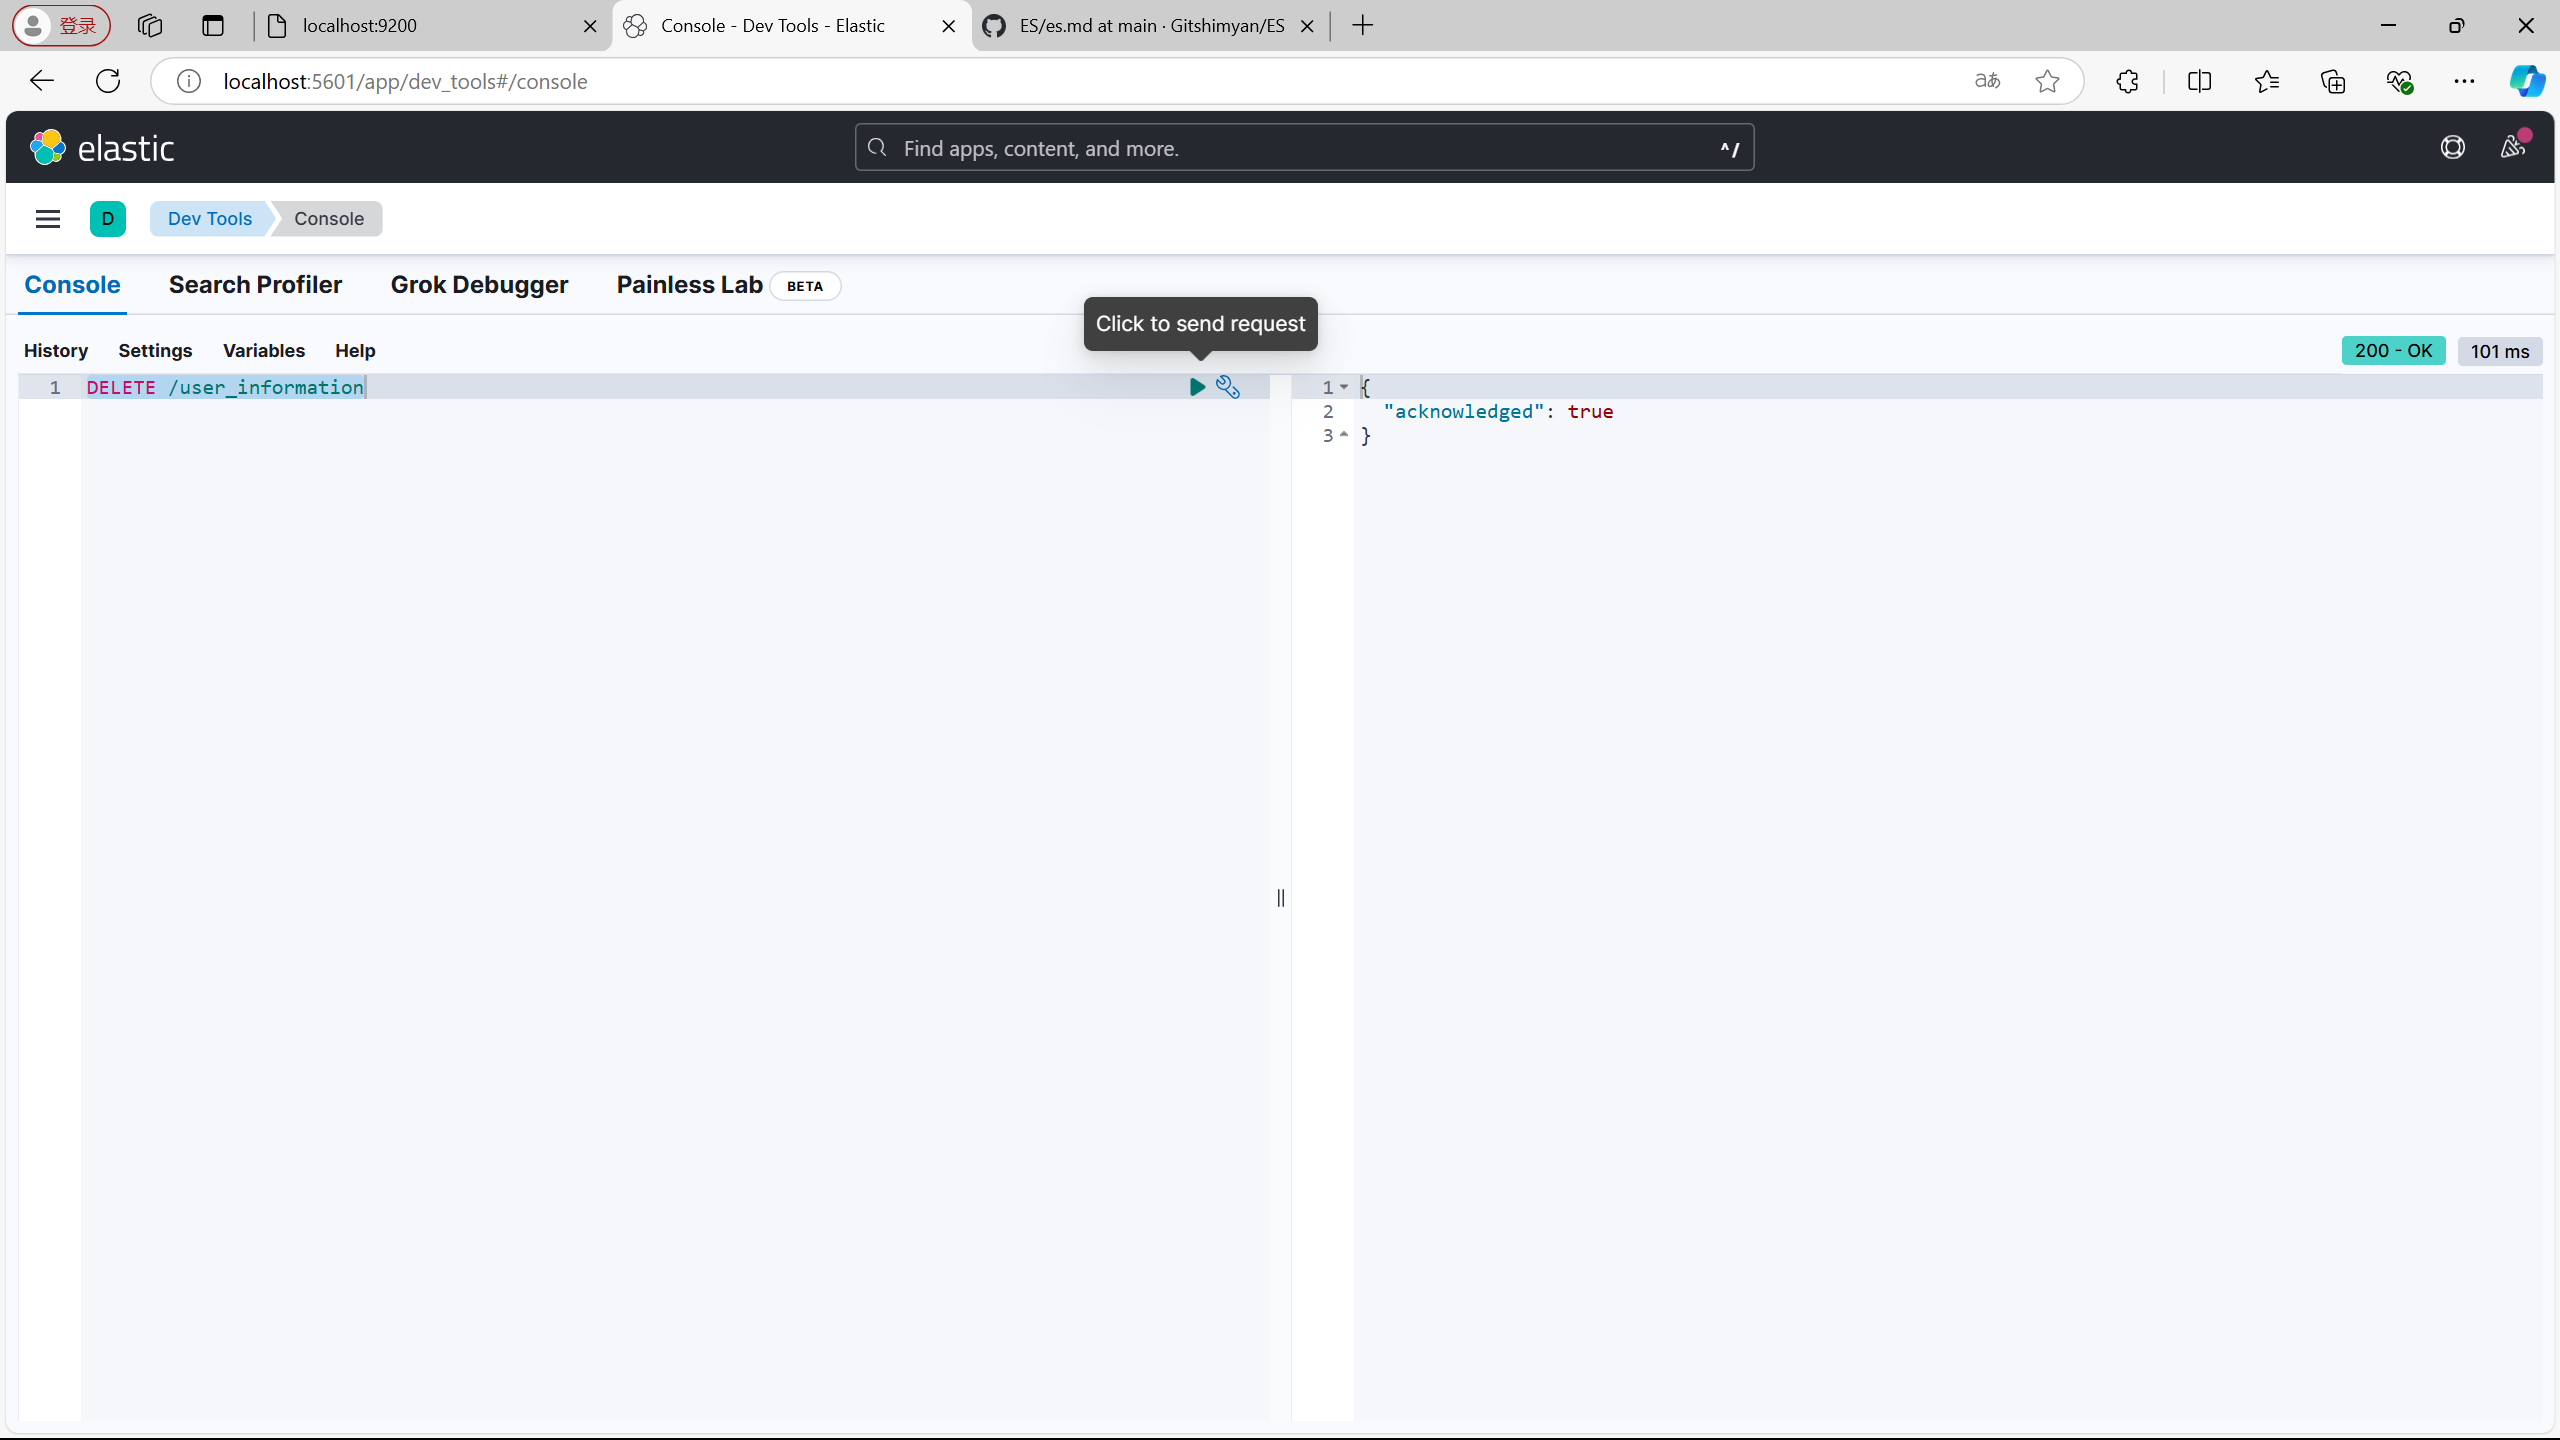 登录
localhost:9200
Console - Dev Tools - Elastic
ES/es.md at main · Gitshimyan/ES
localhost:5601/app/dev_tools#/console
aあ
elastic
Find apps, content, and more.
^/
D
Dev Tools
Console
Console
Search Profiler
Grok Debugger
Painless Lab
BETA
Click to send request
History
Settings
Variables
Help
200 - OK
101 ms
1
DELETE /user_information
1
{
2
"acknowledged": true
3
}